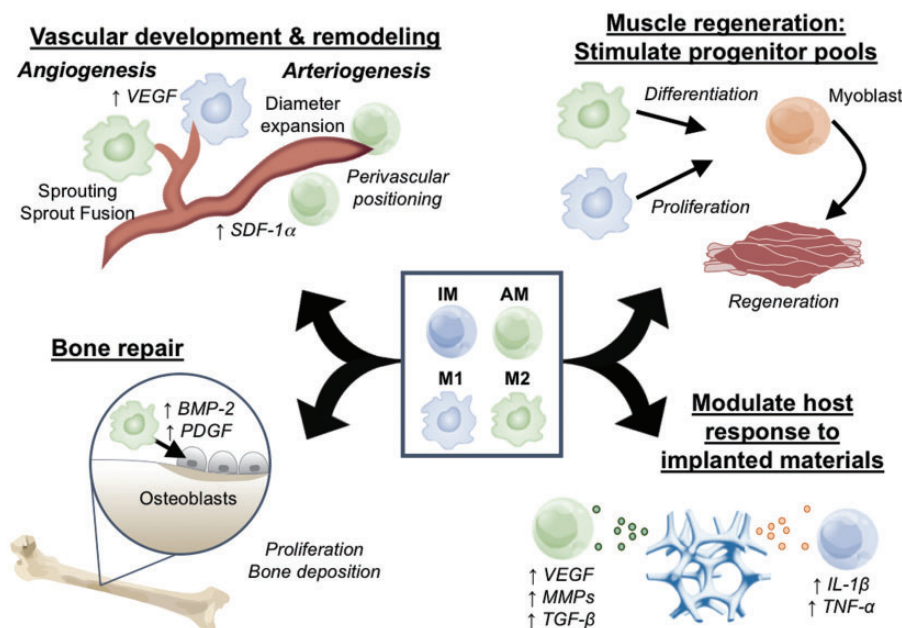 Vascular development & remodeling
Angiogenesis
Arteriogenesis
↑ VEGF
Diameter
expansion
Sprouting
Sprout Fusion
Perivascular
positioning
↑ SDF-1α
Muscle regeneration:
Stimulate progenitor pools
Differentiation
Myoblast
Proliferation
Regeneration
IM
AM
M1
M2
Bone repair
↑ BMP-2
↑ PDGF
Osteoblasts
Proliferation
Bone deposition
Modulate host
response to
implanted materials
↑ VEGF
↑ MMPs
↑ TGF-β
↑ IL-1β
↑ TNF-α